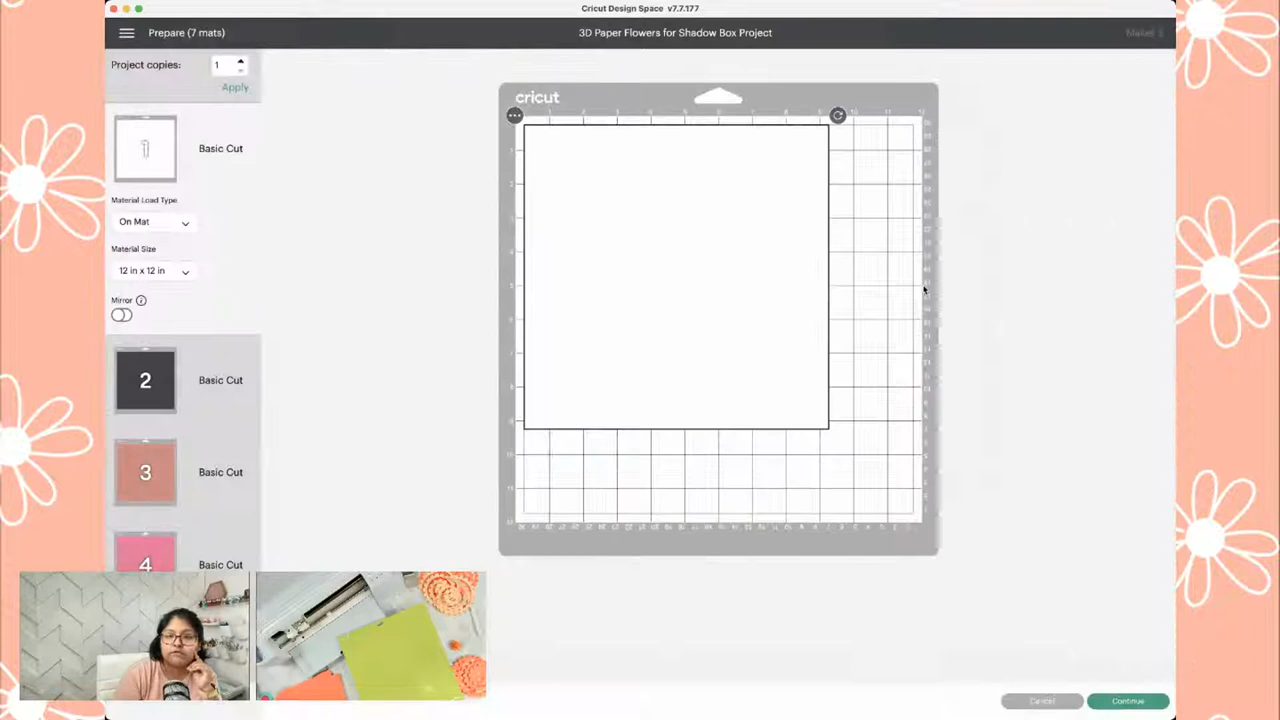 Cricut Design Space v7.7.177
Prepare (7 mats)
3D Paper Flowers for Shadow Box Project
Project copies:
1
Apply
1
Basic Cut
Material Load Type
On Mat
Material Size
12 in x 12 in
Mirror
2
Basic Cut
3
Basic Cut
4
Basic Cut
cricut
Cancel
Continue